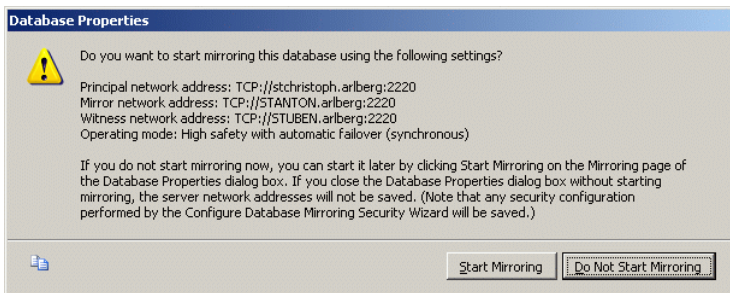 Database Properties
Do you want to start mirroring this database using the following settings?
Principal network address: TCP://stchristoph.arlberg:2220
Mirror network address: TCP://STANTON.arlberg:2220
Witness network address: TCP://STUBEN.arlberg:2220
Operating mode: High safety with automatic failover (synchronous)
If you do not start mirroring now, you can start it later by clicking Start Mirroring on the Mirroring page of
the Database Properties dialog box. If you close the Database Properties dialog box without starting
mirroring, the server network addresses will not be saved. (Note that any security configuration
performed by the Configure Database Mirroring Security Wizard will be saved.)
Start Mirroring
Do Not Start Mirroring